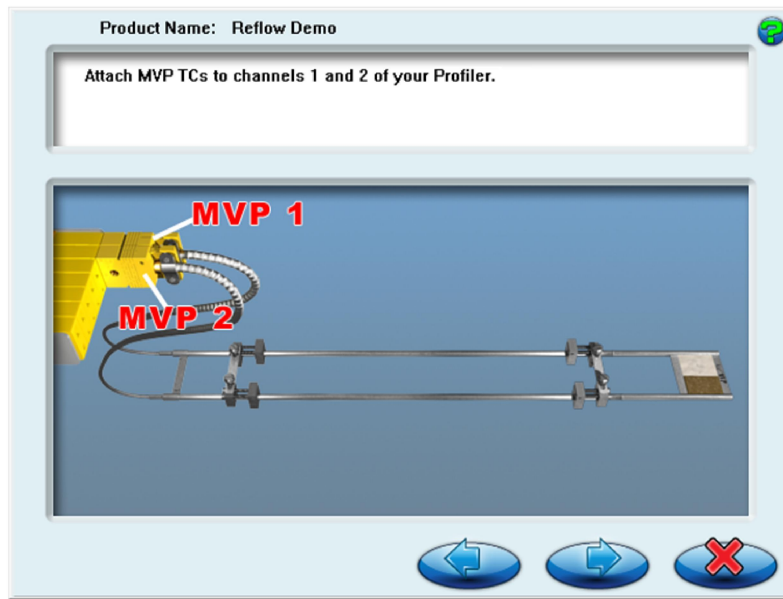 Product Name: Reflow Demo
?
Attach MVP TCs to channels 1 and 2 of your Profiler.
MVP 1
MVP 2